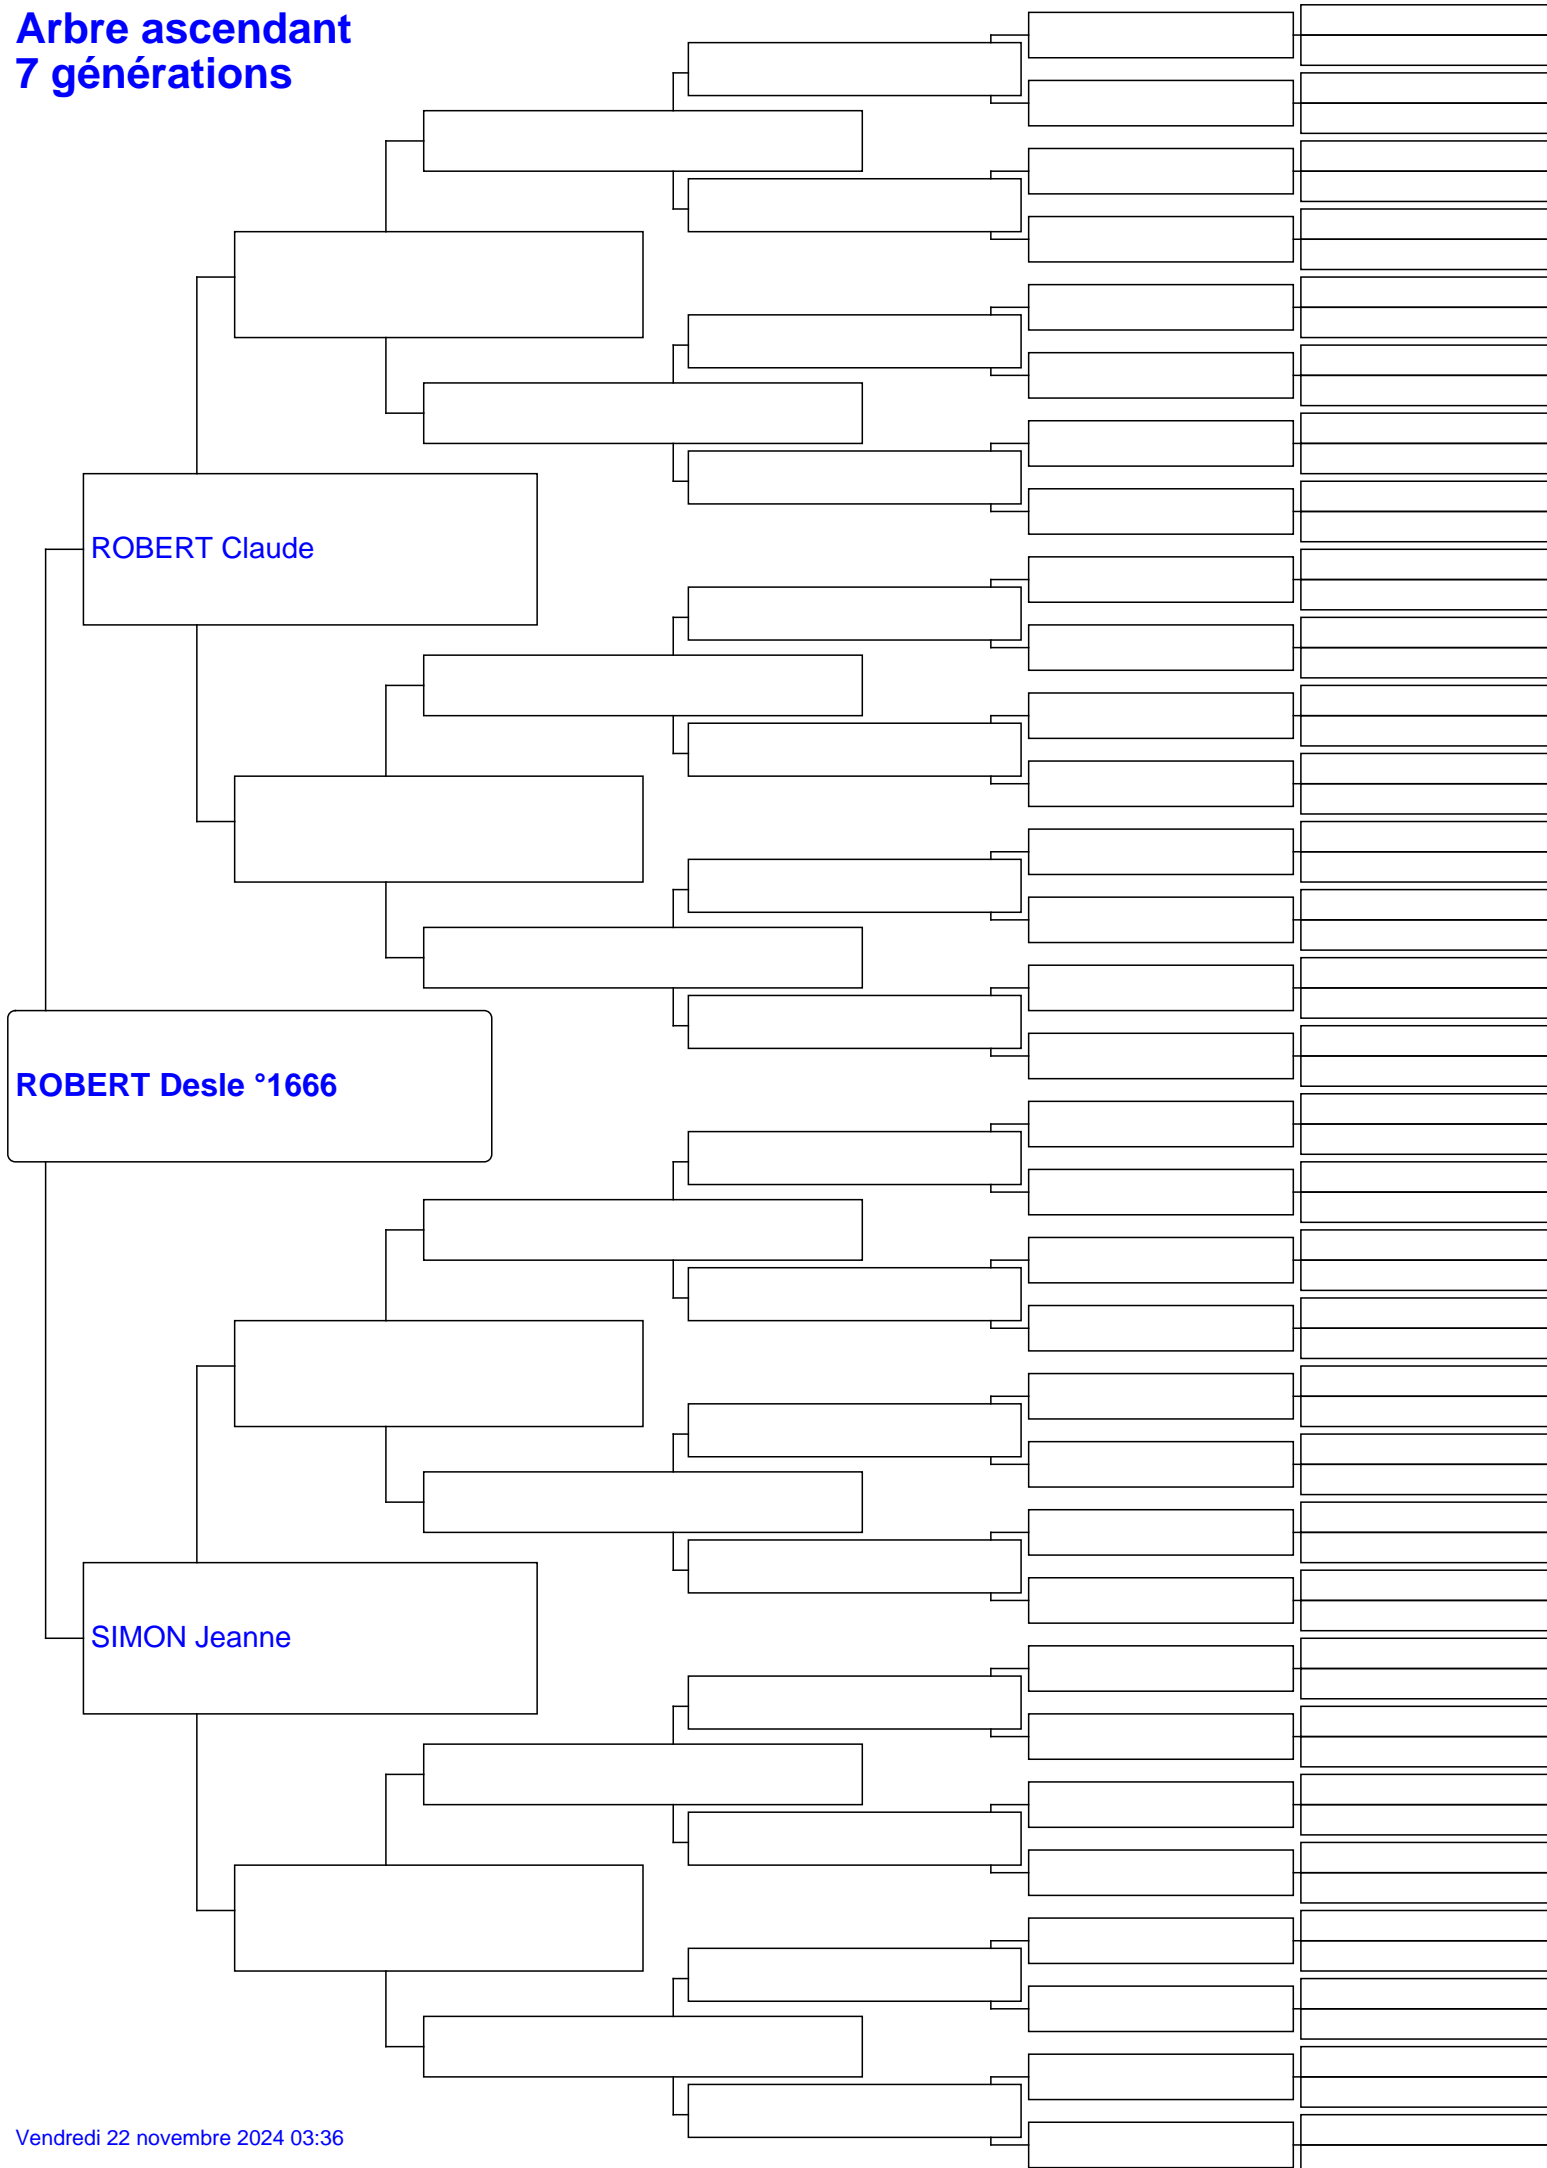 Arbre ascendant
7 générations
ROBERT Claude
ROBERT Desle °1666
SIMON Jeanne
Vendredi 22 novembre 2024 03:36